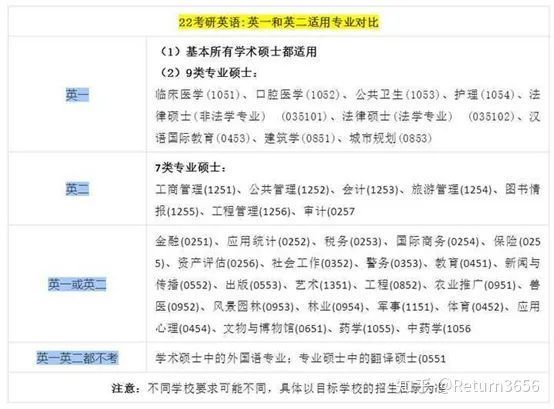 22考研英语:英一和英二适用专业对比
英一
（1）基本所有学术硕士都适用
（2）9类专业硕士：
临床医学(1051)、口腔医学(1052)、公共卫生(1053)、护理(1054)、法
律硕士(非法学专业) (035101)、法律硕士(法学专业) (035102)、汉
语国际教育(0453)、建筑学(0851)、城市规划(0853)
英二
7类专业硕士：
工商管理(1251)、公共管理(1252)、会计(1253)、旅游管理(1254)、图书情
报(1255)、工程管理(1256)、审计(0257
英一或英二
金融(0251)、应用统计(0252)、税务(0253)、国际商务(0254)、保险(025
5)、资产评估(0256)、社会工作(0352)、警务(0353)、教育(0451)、新闻与
传播(0552)、出版(0553)、艺术(1351)、工程(0852)、农业推广(0951)、兽
医(0952)、风景园林(0953)、林业(0954)、军事(1151)、体育(0452)、应用
心理(0454)、文物与博物馆(0651)、药学(1055)、中药学(1056
英一英二都不考
学术硕士中的外国语专业；专业硕士中的翻译硕士(0551
注意：不同学校要求可能不同，具体以目标学校的招生目录为准
知乎 @Return3656